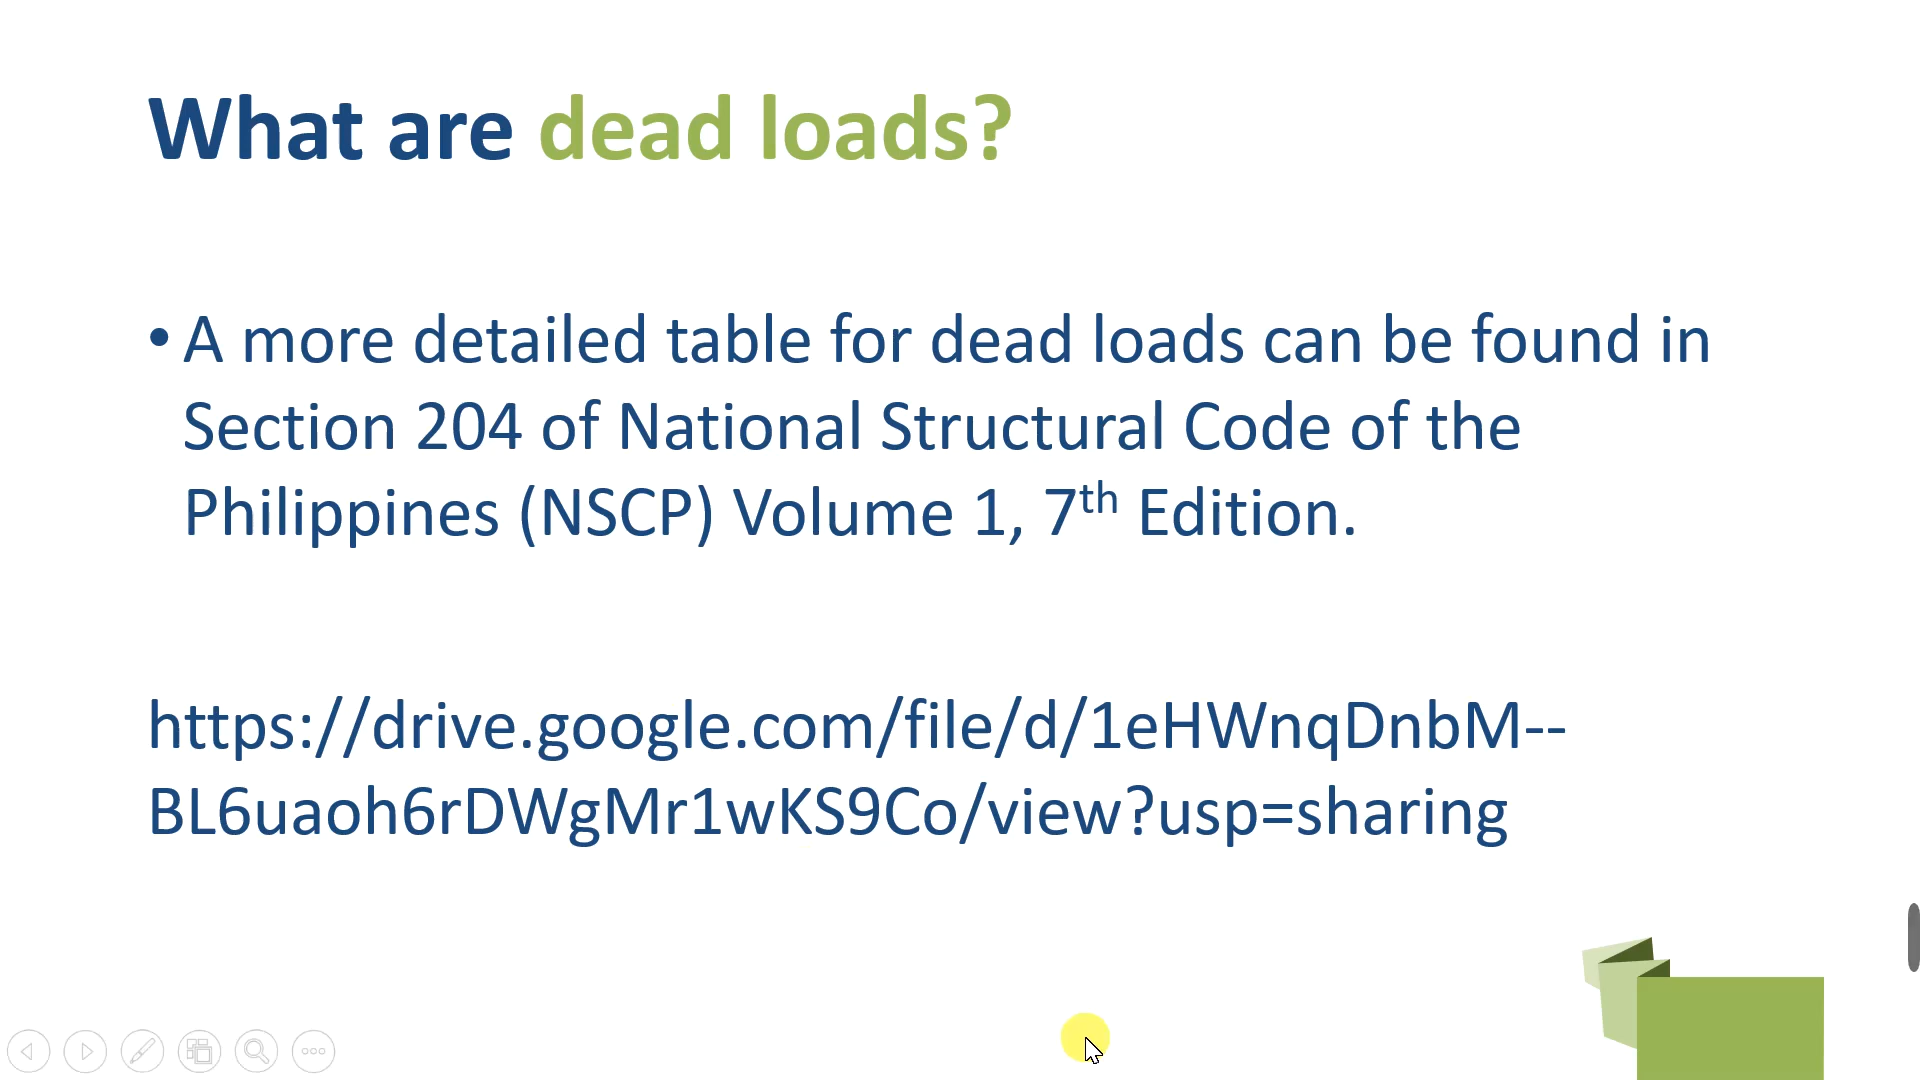 What are dead loads?
• A more detailed table for dead loads can be found in
Section 204 of National Structural Code of the
Philippines (NSCP) Volume 1, 7th Edition.
https://drive.google.com/file/d/1eHWnqDnbM--
BL6uaoh6rDWgMr1wKS9Co/view?usp=sharing